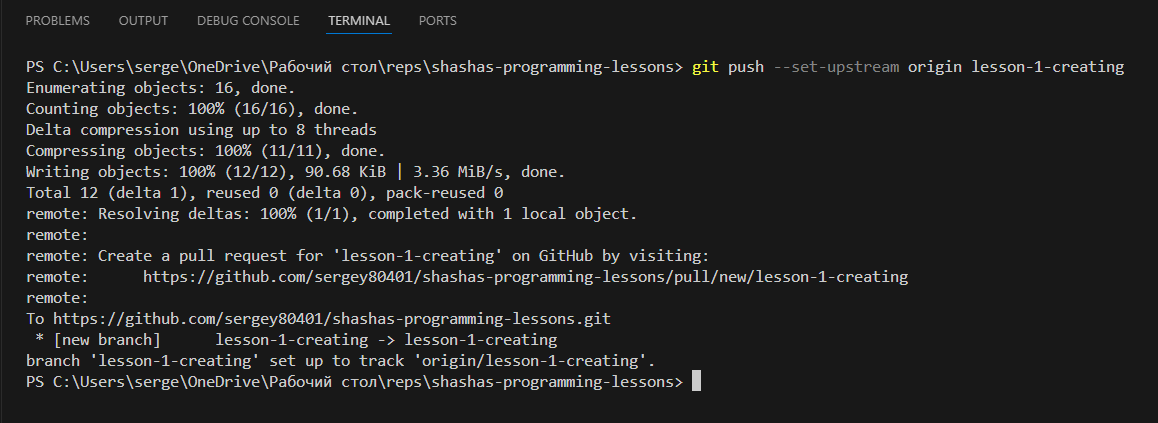 PROBLEMS OUTPUT DEBUG CONSOLE TERMINAL PORTS
PS C:\Users\serge\OneDrive\Рабочий стол\reps\shashas-programming-lessons> git push --set-upstream origin lesson-1-creating
Enumerating objects: 16, done.
Counting objects: 100% (16/16), done.
Delta compression using up to 8 threads
Compressing objects: 100% (11/11), done.
Writing objects: 100% (12/12), 90.68 KiB | 3.36 MiB/s, done.
Total 12 (delta 1), reused 0 (delta 0), pack-reused 0
remote: Resolving deltas: 100% (1/1), completed with 1 local object.
remote:
remote: Create a pull request for 'lesson-1-creating' on GitHub by visiting:
remote:      https://github.com/sergey80401/shashas-programming-lessons/pull/new/lesson-1-creating
remote:
To https://github.com/sergey80401/shashas-programming-lessons.git
 * [new branch]      lesson-1-creating -> lesson-1-creating
branch 'lesson-1-creating' set up to track 'origin/lesson-1-creating'.
PS C:\Users\serge\OneDrive\Рабочий стол\reps\shashas-programming-lessons>